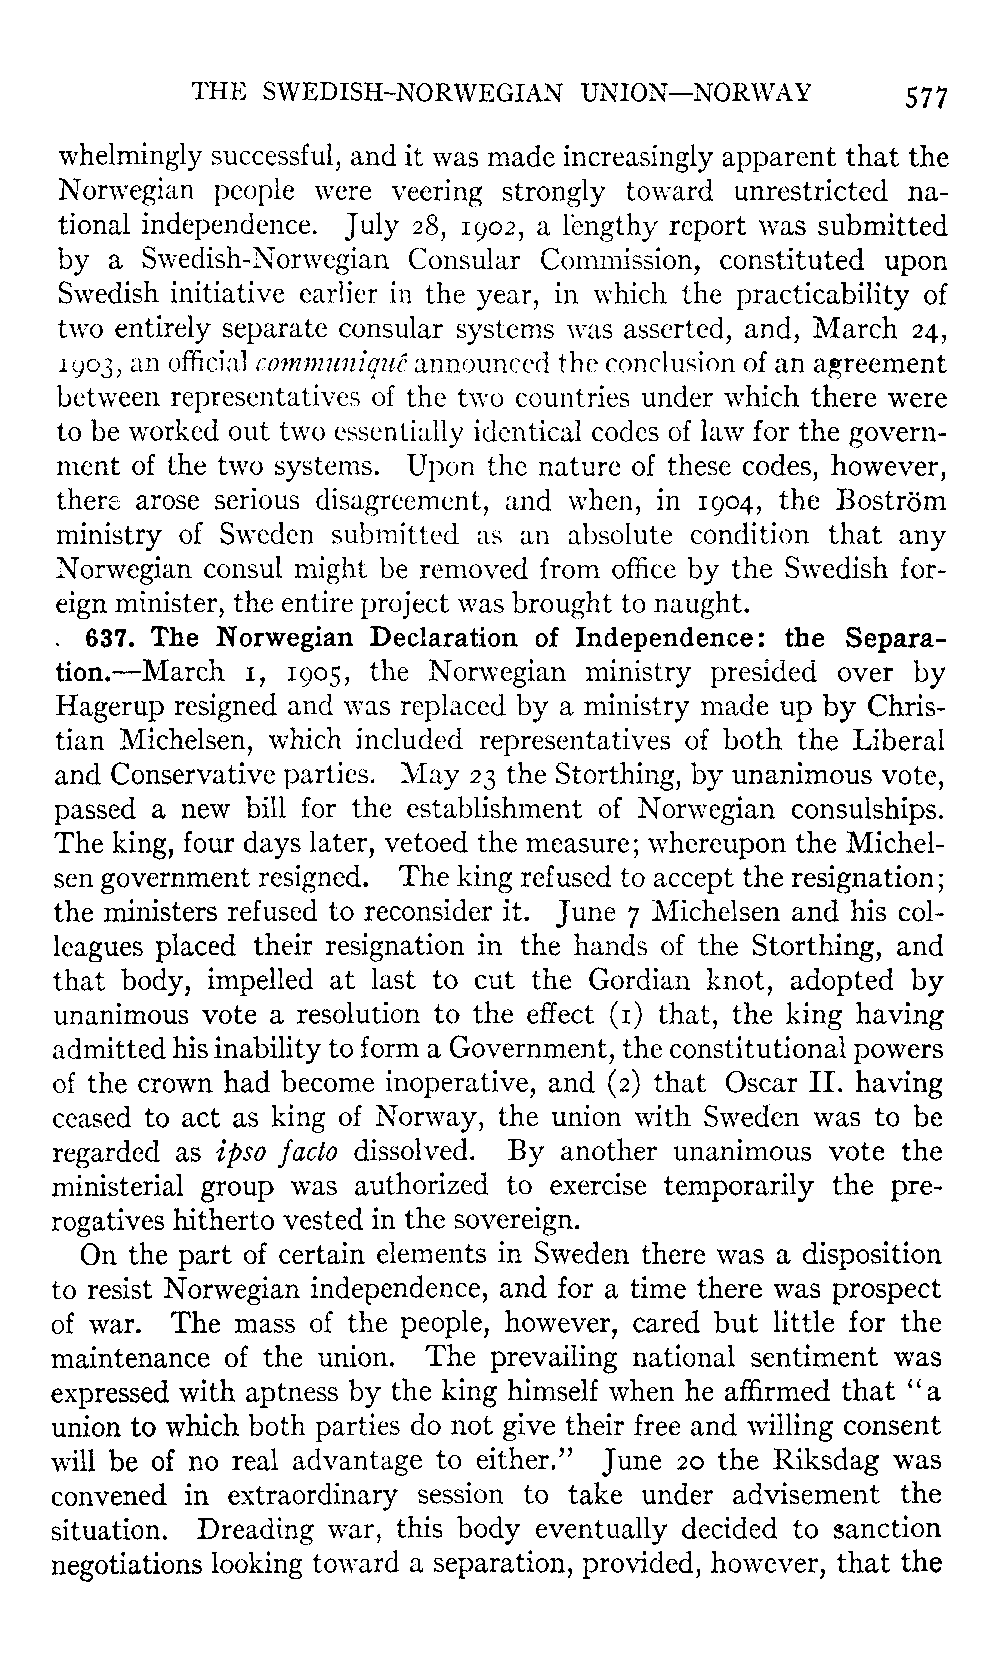 THE SWEDISH-NORWEGIAN UNION—NORWAY 577
whelmingly successful, and it was made increasingly apparent that the
Norwegian people were veering strongly toward unrestricted na-
tional independence. July 28, 1902, a lengthy report was submitted
by a Swedish-Norwegian Consular Commission, constituted upon
Swedish initiative earlier in the year, in which the practicability of
two entirely separate consular systems was asserted, and, March 24,
1903, an official communiqué announced the conclusion of an agreement
between representatives of the two countries under which there were
to be worked out two essentially identical codes of law for the govern-
ment of the two systems. Upon the nature of these codes, however,
there arose serious disagreement, and when, in 1904, the Boström
ministry of Sweden submitted as an absolute condition that any
Norwegian consul might be removed from office by the Swedish for-
eign minister, the entire project was brought to naught.
637. The Norwegian Declaration of Independence: the Separa-
tion.—March 1, 1905, the Norwegian ministry presided over by
Hagerup resigned and was replaced by a ministry made up by Chris-
tian Michelsen, which included representatives of both the Liberal
and Conservative parties. May 23 the Storthing, by unanimous vote,
passed a new bill for the establishment of Norwegian consulships.
The king, four days later, vetoed the measure; whereupon the Michel-
sen government resigned. The king refused to accept the resignation;
the ministers refused to reconsider it. June 7 Michelsen and his col-
leagues placed their resignation in the hands of the Storthing, and
that body, impelled at last to cut the Gordian knot, adopted by
unanimous vote a resolution to the effect (1) that, the king having
admitted his inability to form a Government, the constitutional powers
of the crown had become inoperative, and (2) that Oscar II. having
ceased to act as king of Norway, the union with Sweden was to be
regarded as ipso facto dissolved. By another unanimous vote the
ministerial group was authorized to exercise temporarily the pre-
rogatives hitherto vested in the sovereign.
On the part of certain elements in Sweden there was a disposition
to resist Norwegian independence, and for a time there was prospect
of war. The mass of the people, however, cared but little for the
maintenance of the union. The prevailing national sentiment was
expressed with aptness by the king himself when he affirmed that "a
union to which both parties do not give their free and willing consent
will be of no real advantage to either." June 20 the Riksdag was
convened in extraordinary session to take under advisement the
situation. Dreading war, this body eventually decided to sanction
negotiations looking toward a separation, provided, however, that the